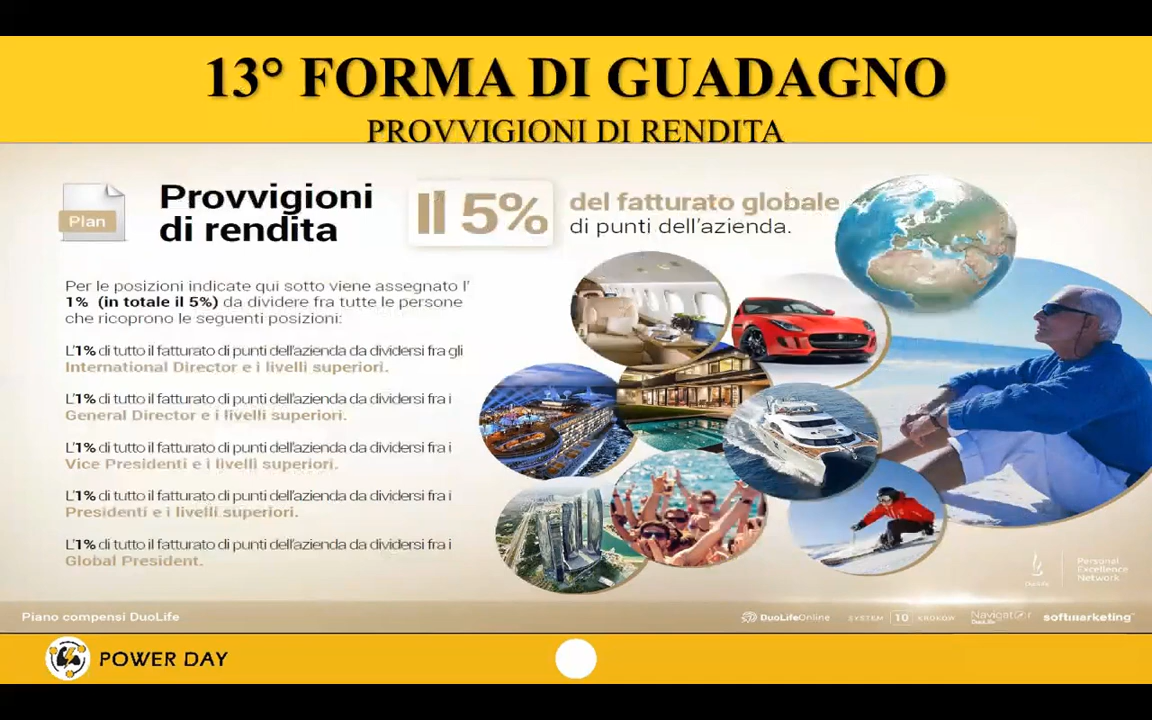 13° FORMA DI GUADAGNO
PROVVIGIONI DI RENDITA
Plan
Provvigioni
di rendita
Il 5%
del fatturato globale
di punti dell'azienda.
Per le posizioni indicate qui sotto viene assegnato l'
1% (in totale il 5%) da dividere fra tutte le persone
che ricoprono le seguenti posizioni:
L'1% di tutto il fatturato di punti dell'azienda da dividersi fra gli
International Director e i livelli superiori.
L'1% di tutto il fatturato di punti dell'azienda da dividersi fra i
General Director e i livelli superiori.
L'1% di tutto il fatturato di punti dell'azienda da dividersi fra i
Vice Presidenti e i livelli superiori.
L'1% di tutto il fatturato di punti dell'azienda da dividersi fra i
Presidenti e i livelli superiori.
L'1% di tutto il fatturato di punti dell'azienda da dividersi fra i
Global President.
DuoLife
Personal
Excellence
Network
Piano compensi DuoLife
DuoLifeOnline
SYSTEM 10 KROKÓW
Navigator
DuoLife
softmarketing
POWER DAY